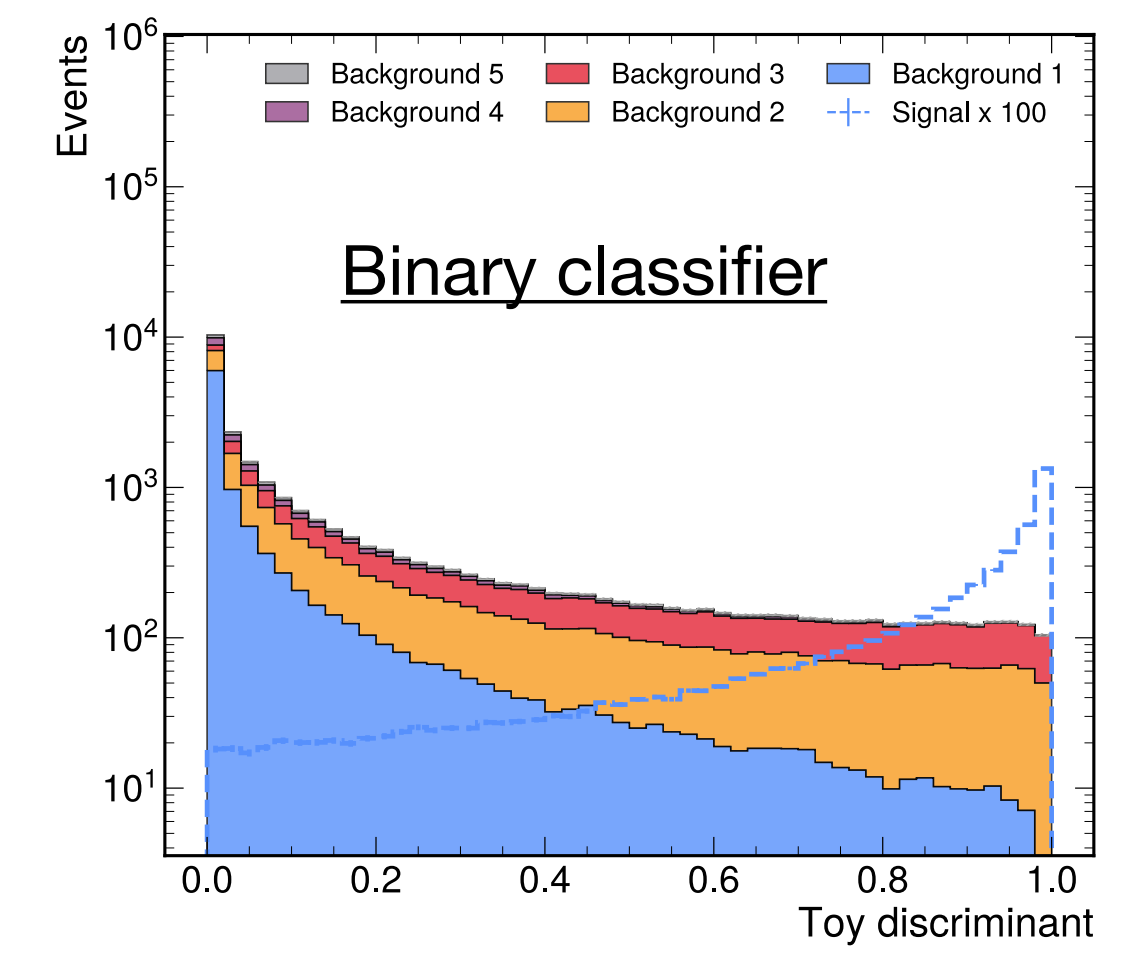 Events
10^6
10^5
10^4
10^3
10^2
10^1
Background 5
Background 3
Background 1
Background 4
Background 2
Signal x 100
Binary classifier
0.0
0.2
0.4
0.6
0.8
1.0
Toy discriminant